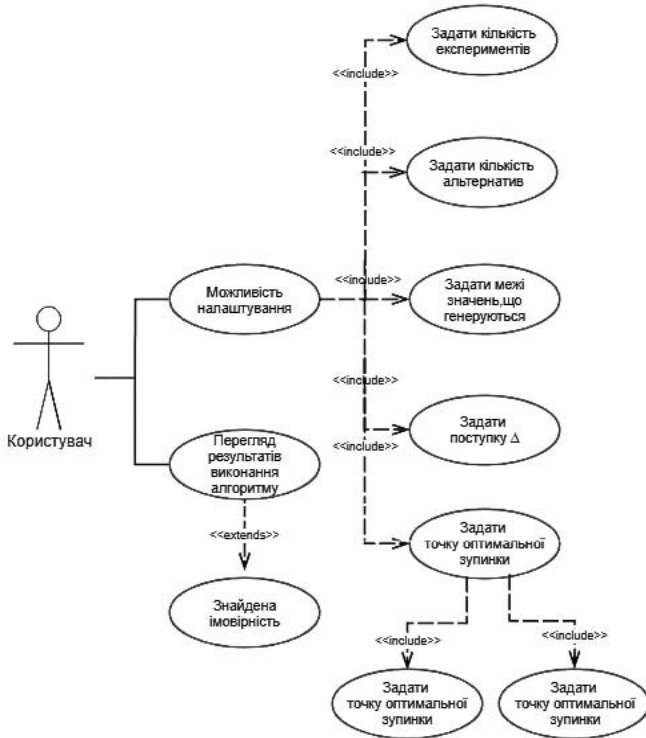 Задати кількість
експериментів
<<include>>
<<include>>
Задати кількість
альтернатив
Можливість
налаштування
<<include>>
Задати межі
значень,що
генеруються
Користувач
<<include>>
Задати
поступку Δ
<<include>>
Перегляд
результатів
виконання
алгоритму
<<extends>>
Задати
точку оптимальної
зупинки
Знайдена
імовірність
<<include>>
<<include>>
Задати
точку оптимальної
зупинки
Задати
точку оптимальної
зупинки